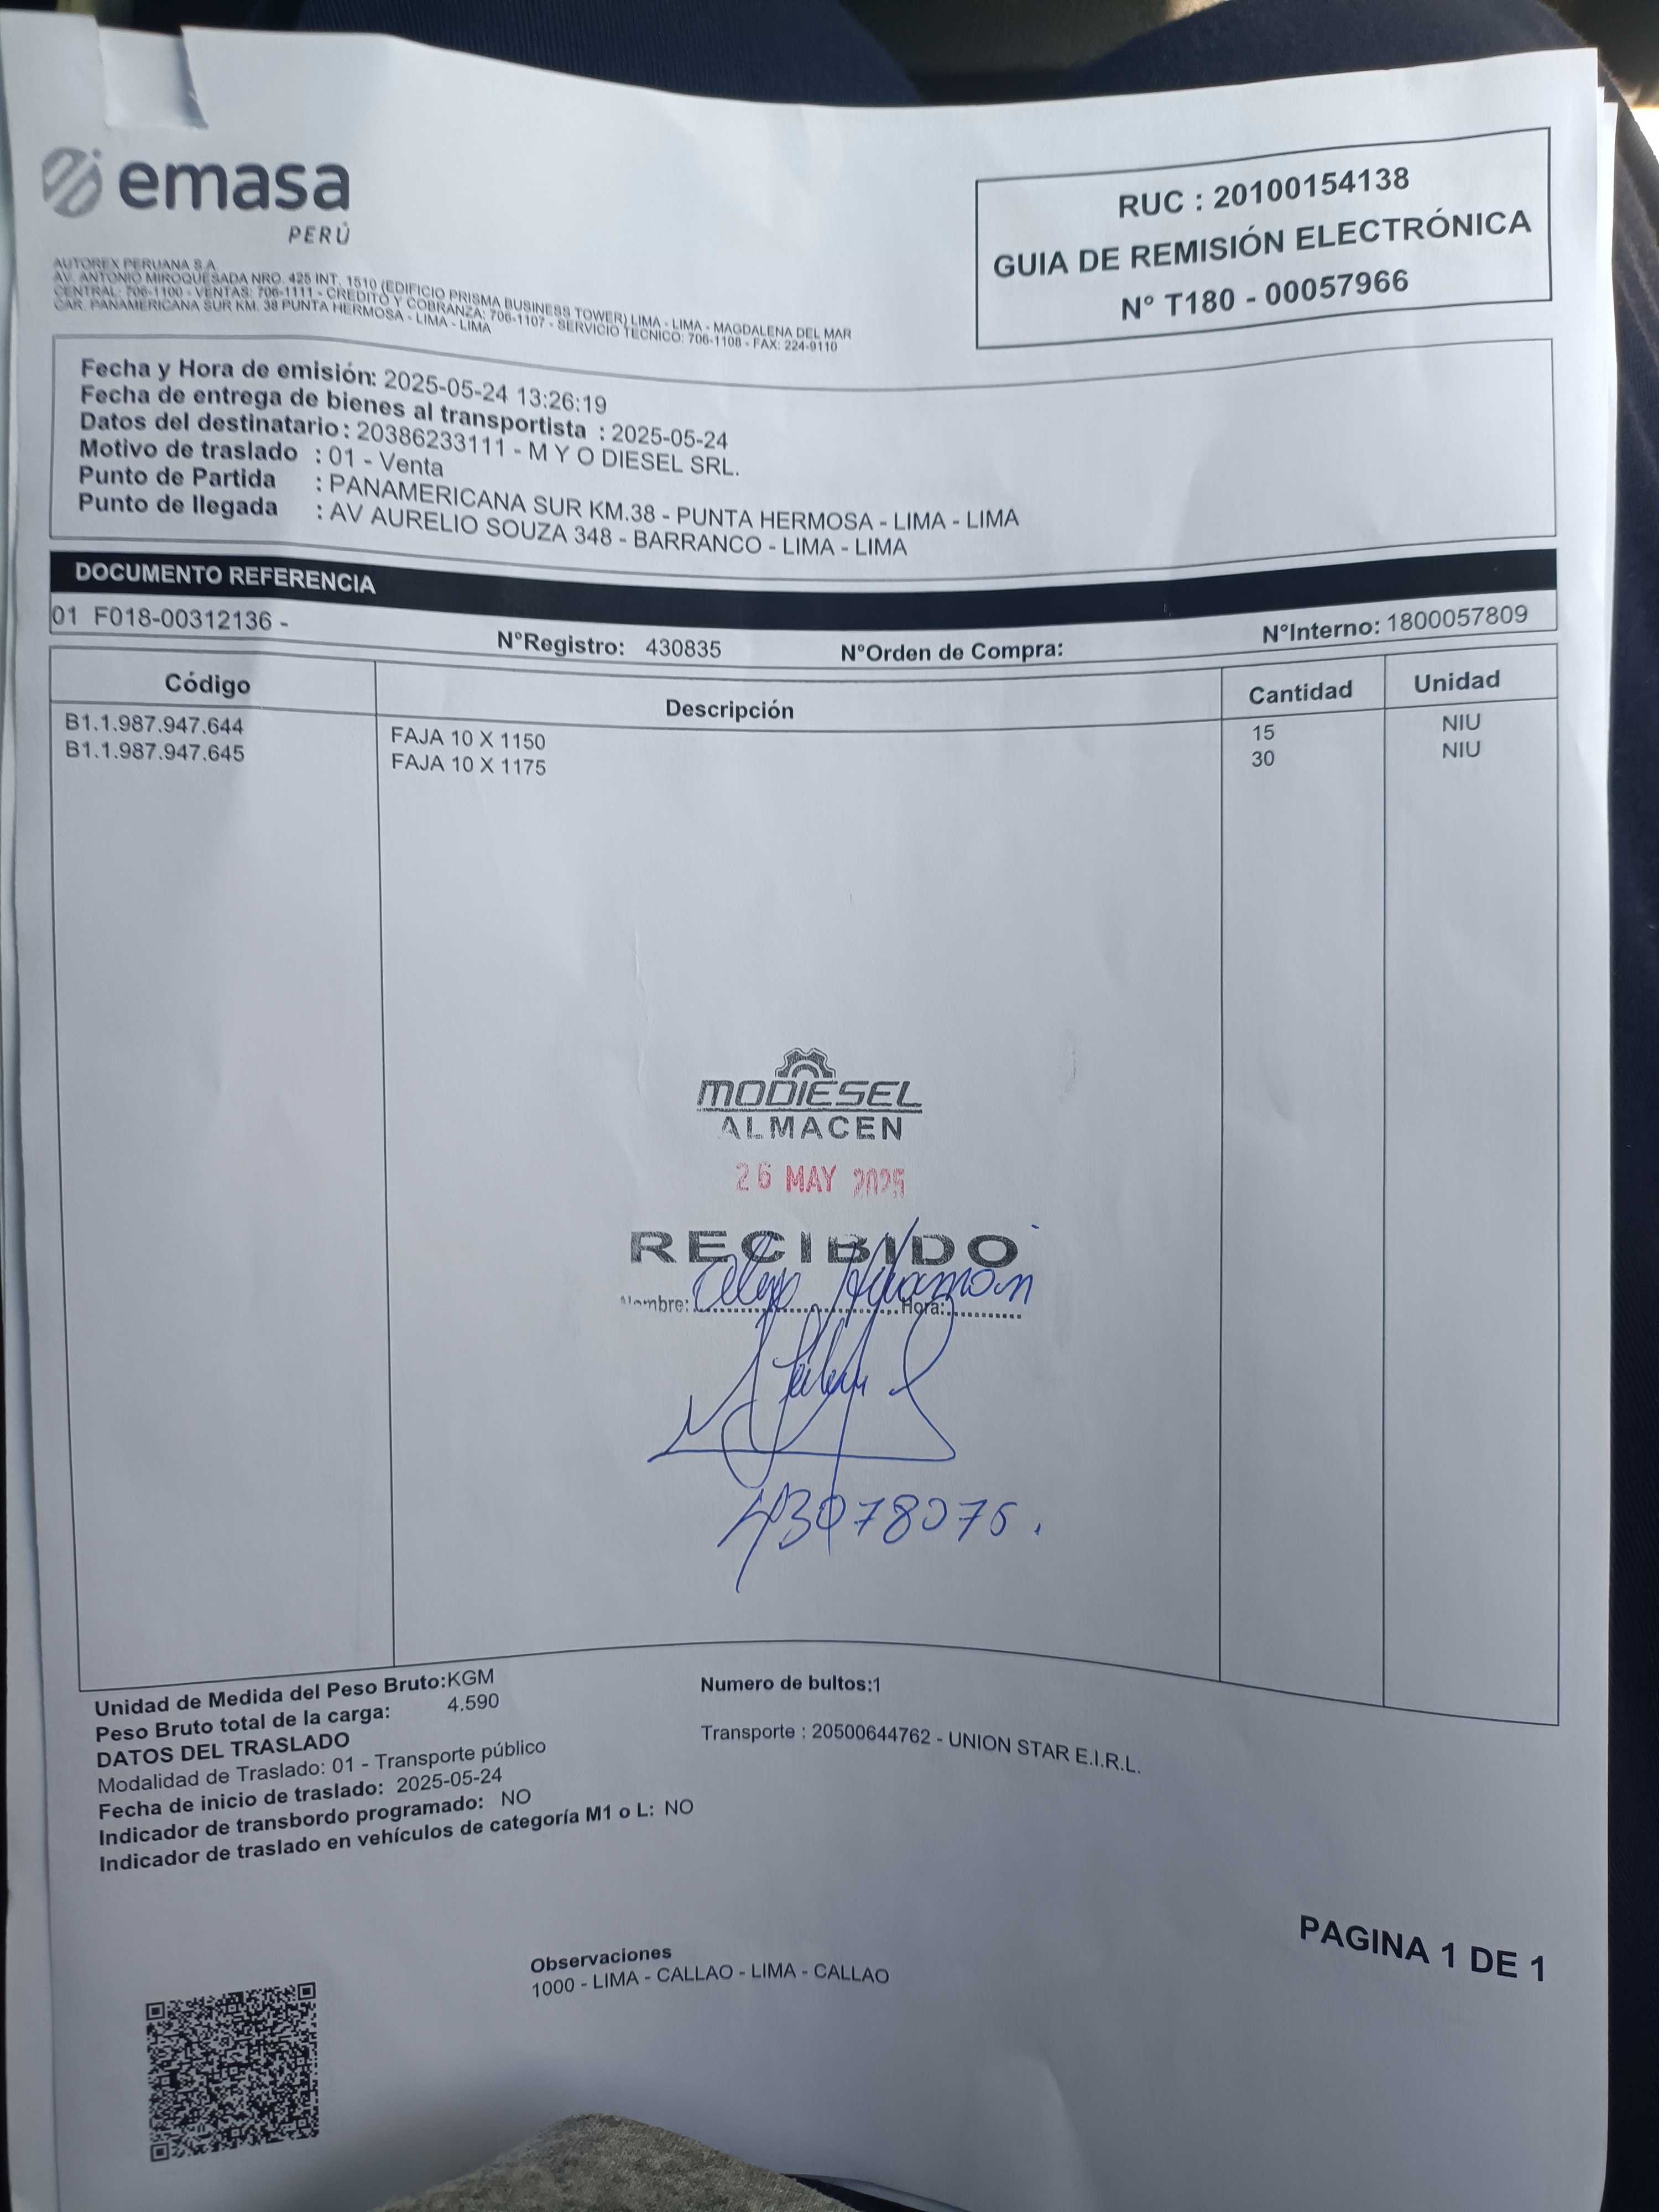 emasa
PERÚ
RUC : 20100154138
GUIA DE REMISIÓN ELECTRÓNICA
N° T180 - 00057966
AUTOREX PERUANA S.A.
AV. ANTONIO MIROQUESADA NRO. 425 INT. 1510 (EDIFICIO PRISMA BUSINESS TOWER) LIMA - LIMA - MAGDALENA DEL MAR
CENTRAL: 706-1100 - VENTAS: 706-1111 - CREDITO Y COBRANZA: 706-1107 - SERVICIO TECNICO: 706-1108 - FAX: 224-9110
CAR. PANAMERICANA SUR KM. 38 PUNTA HERMOSA - LIMA - LIMA
Fecha y Hora de emisión: 2025-05-24 13:26:19
Fecha de entrega de bienes al transportista : 2025-05-24
Datos del destinatario : 20386233111 - M Y O DIESEL SRL.
Motivo de traslado : 01 - Venta
Punto de Partida : PANAMERICANA SUR KM.38 - PUNTA HERMOSA - LIMA - LIMA
Punto de llegada : AV AURELIO SOUZA 348 - BARRANCO - LIMA - LIMA
DOCUMENTO REFERENCIA
01 F018-00312136 - N°Registro: 430835 N°Orden de Compra: N°Interno: 1800057809
Código Descripción Cantidad Unidad
B1.1.987.947.644 FAJA 10 X 1150 15 NIU
B1.1.987.947.645 FAJA 10 X 1175 30 NIU
MODIESEL
ALMACEN
26 MAY 2025
RECIBIDO
Nombre: Huaman Hora:
43078075.
Unidad de Medida del Peso Bruto:KGM Numero de bultos:1
Peso Bruto total de la carga: 4.590
DATOS DEL TRASLADO Transporte : 20500644762 - UNION STAR E.I.R.L.
Modalidad de Traslado: 01 - Transporte público
Fecha de inicio de traslado: 2025-05-24
Indicador de transbordo programado: NO
Indicador de traslado en vehículos de categoría M1 o L: NO
PAGINA 1 DE 1
Observaciones
1000 - LIMA - CALLAO - LIMA - CALLAO